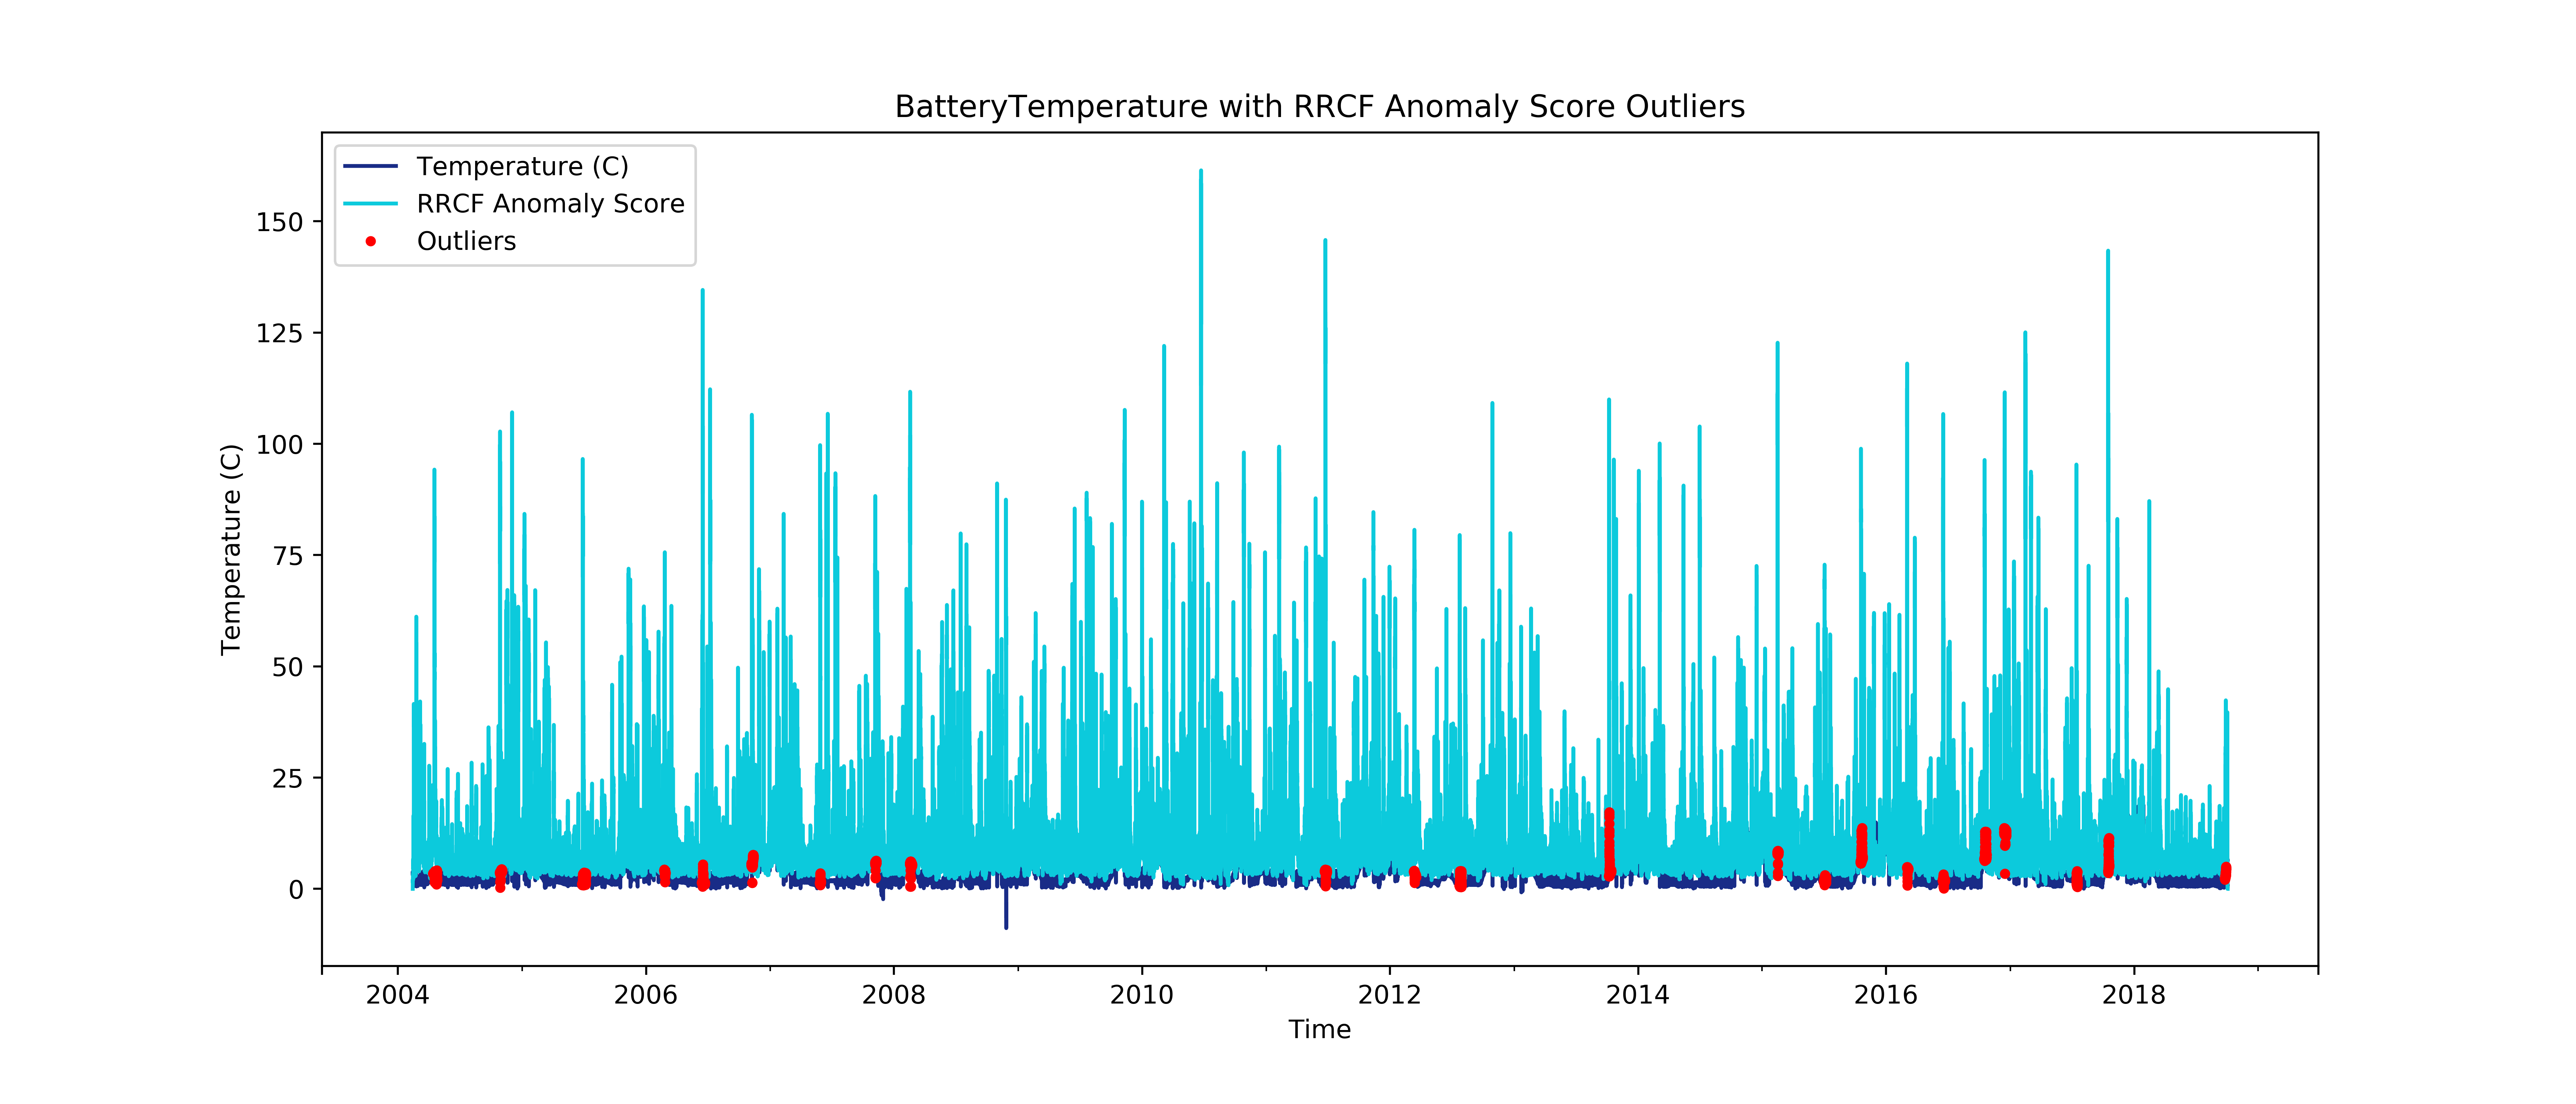 BatteryTemperature with RRCF Anomaly Score Outliers
Temperature (C)
RRCF Anomaly Score
Outliers
150
125
100
75
50
25
0
Temperature (C)
2004 2006 2008 2010 2012 2014 2016 2018
Time